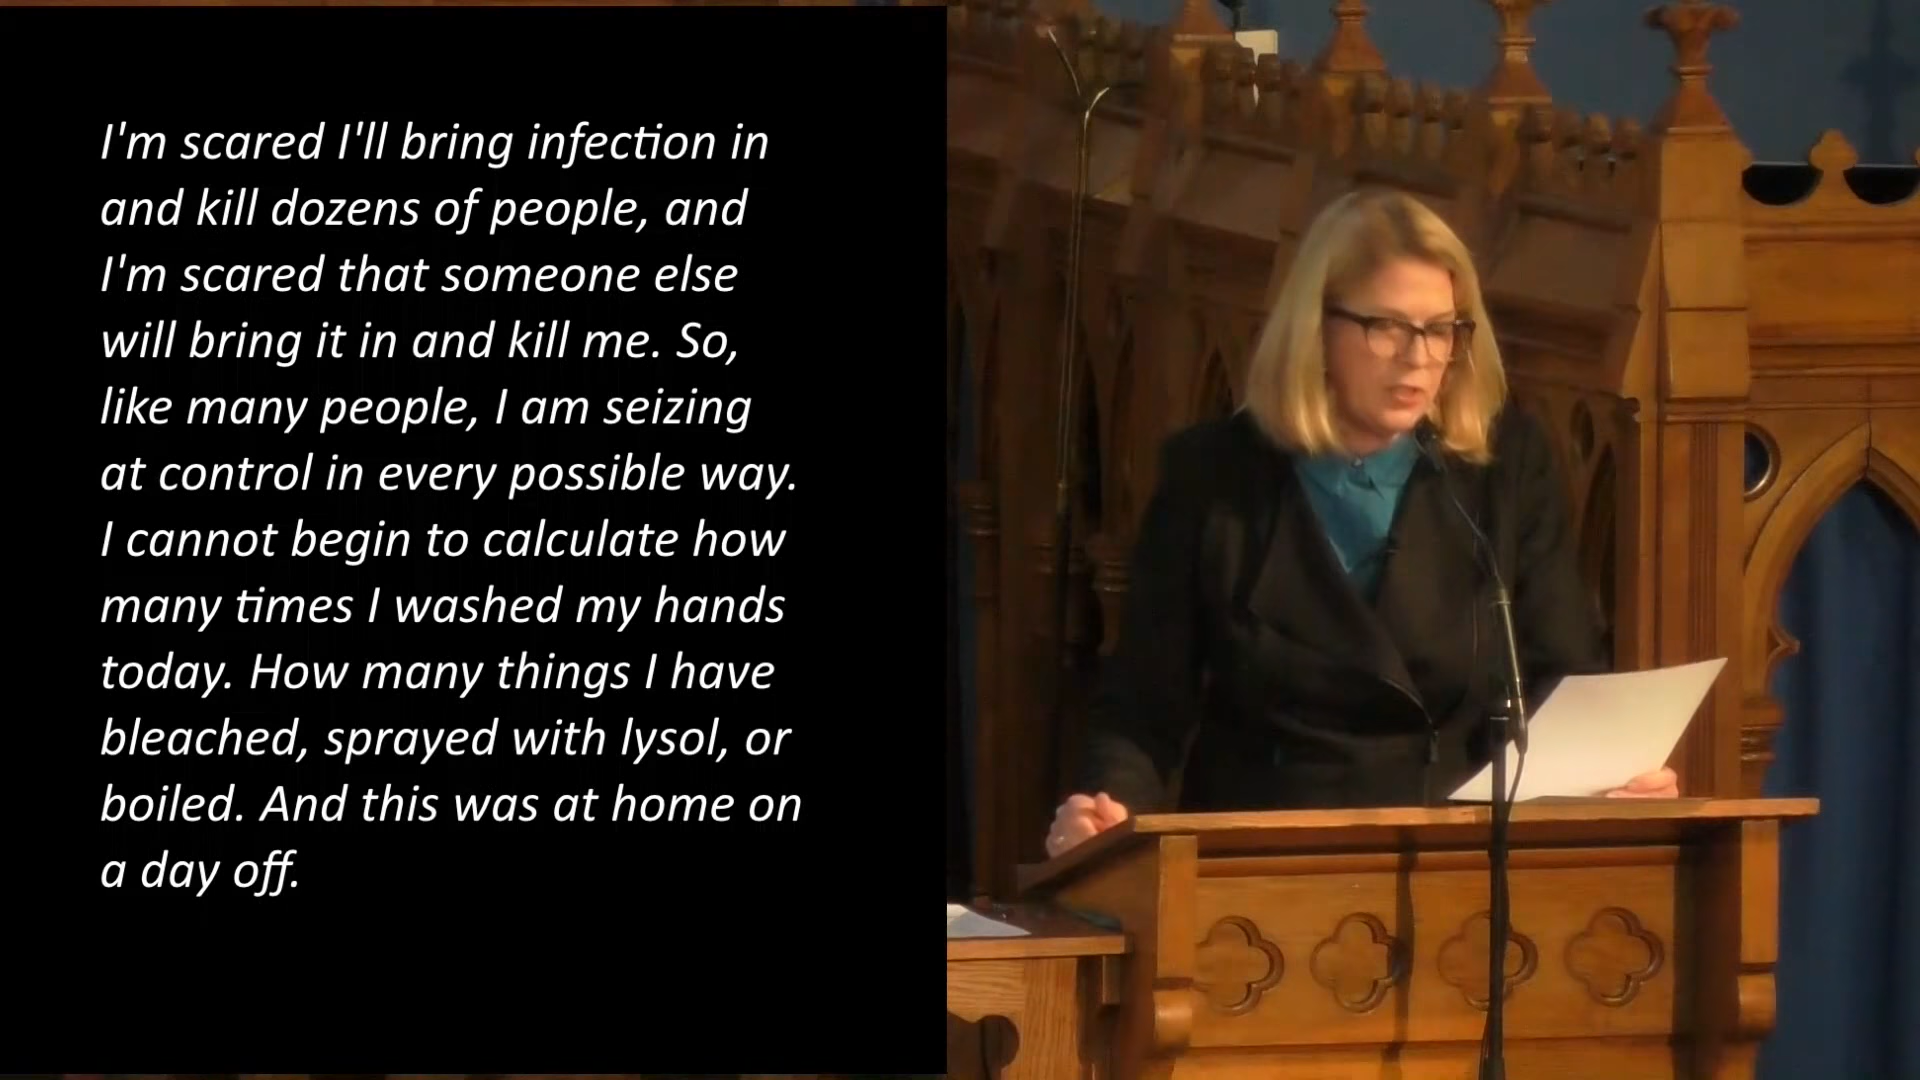 I'm scared I'll bring infection in
and kill dozens of people, and
I'm scared that someone else
will bring it in and kill me. So,
like many people, I am seizing
at control in every possible way.
I cannot begin to calculate how
many times I washed my hands
today. How many things I have
bleached, sprayed with lysol, or
boiled. And this was at home on
a day off.